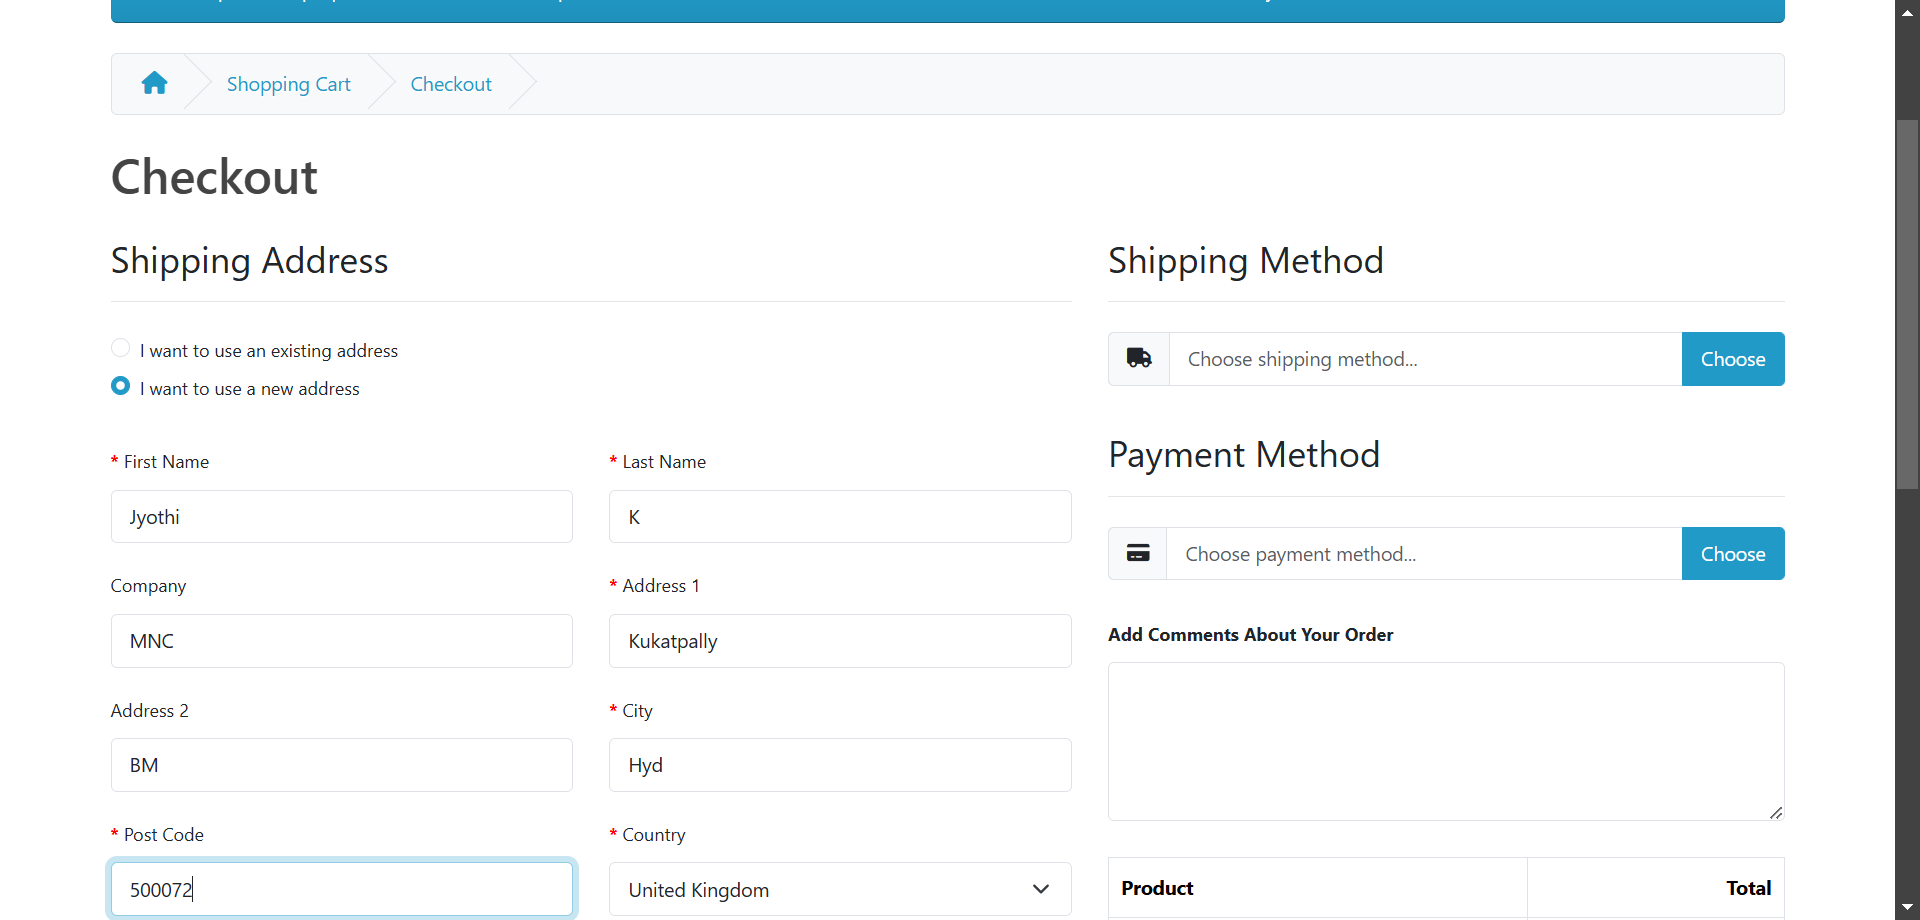 Shopping Cart
Checkout
Checkout
Shipping Address
I want to use an existing address
I want to use a new address
* First Name
Jyothi
* Last Name
K
Company
MNC
* Address 1
Kukatpally
Address 2
BM
* City
Hyd
* Post Code
500072
* Country
United Kingdom
Shipping Method
Choose shipping method...
Choose
Payment Method
Choose payment method...
Choose
Add Comments About Your Order
Product
Total